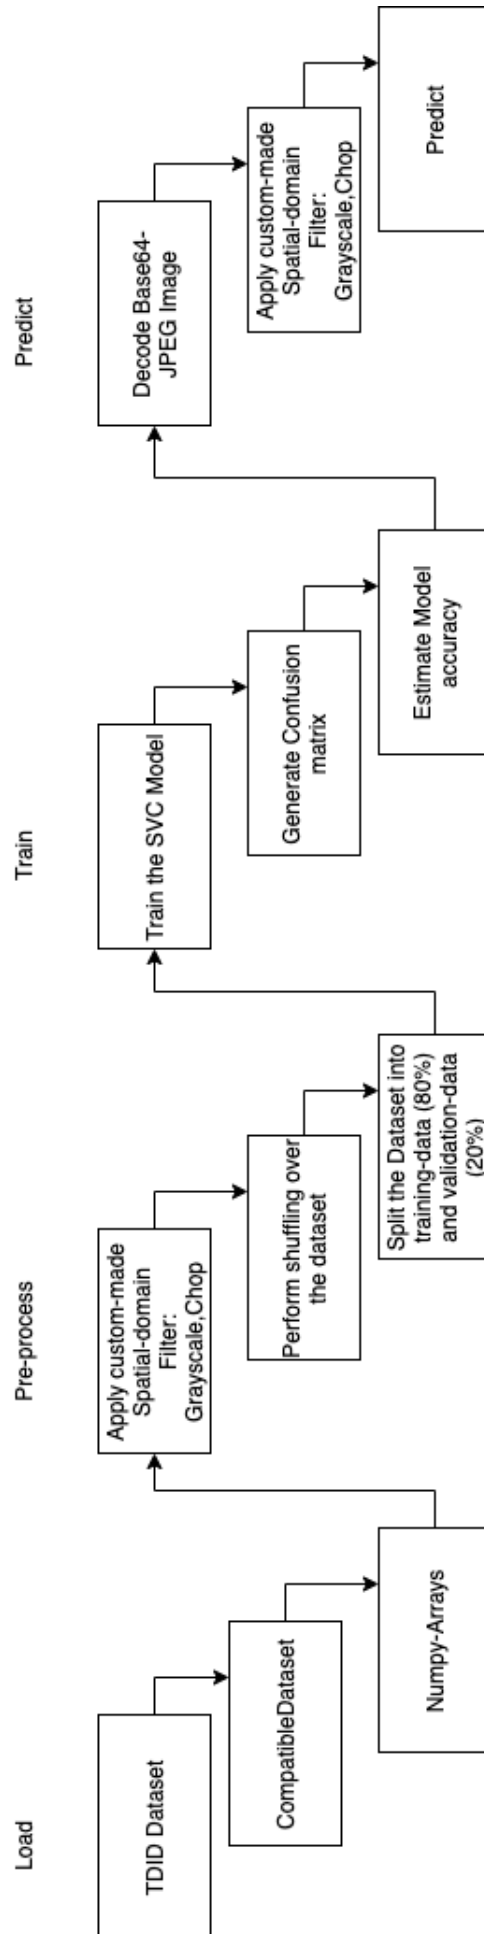 Load
TDID Dataset
CompatibleDataset
Numpy-Arrays
Pre-process
Apply custom-made
Spatial-domain
Filter:
Grayscale,Chop
Perform shuffling over
the dataset
Split the Dataset into
training-data (80%)
and validation-data
(20%)
Train
Train the SVC Model
Generate Confusion
matrix
Estimate Model
accuracy
Predict
Decode Base64-
JPEG Image
Apply custom-made
Spatial-domain
Filter:
Grayscale,Chop
Predict